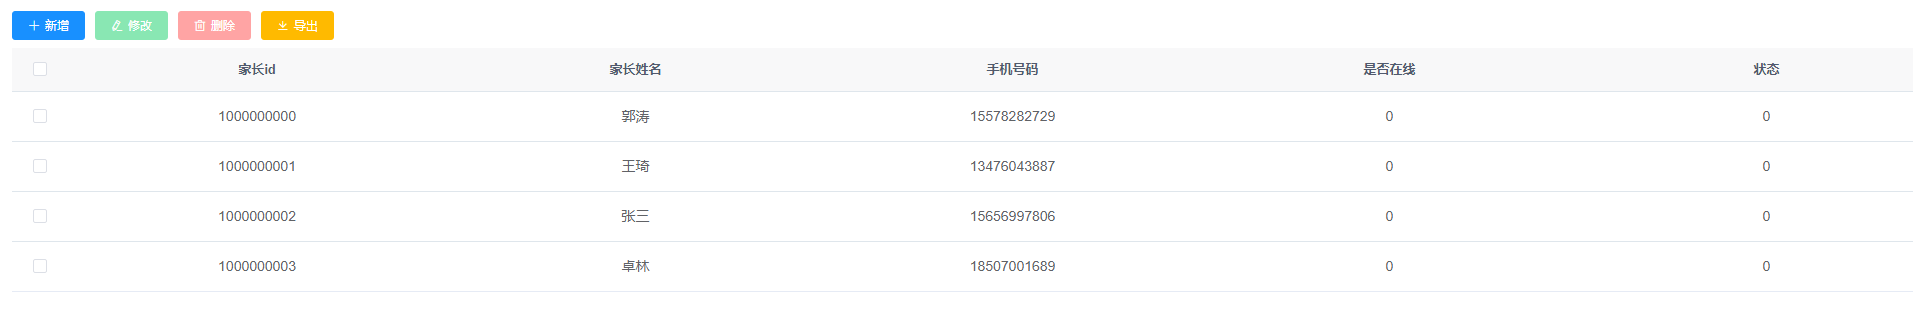 新增 修改 删除 导出
家长id 家长姓名 手机号码 是否在线 状态
1000000000 郭涛 15578282729 0 0
1000000001 王琦 13476043887 0 0
1000000002 张三 15656997806 0 0
1000000003 卓林 18507001689 0 0